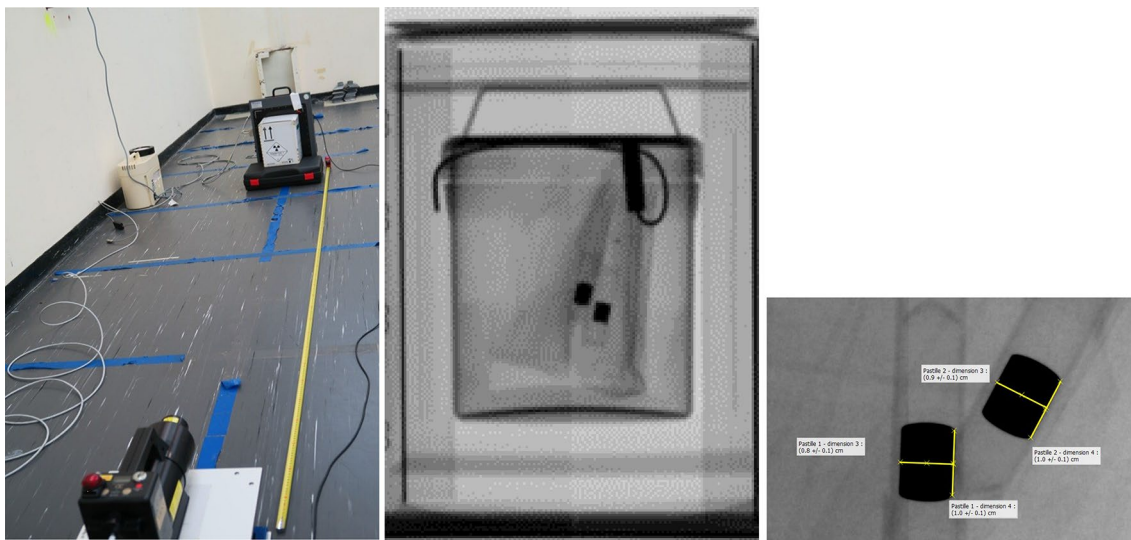 Pastille 2 - dimension 3 :
(0.9 +/- 0.1) cm
Pastille 1 - dimension 3 :
(0.8 +/- 0.1) cm
Pastille 2 - dimension 4 :
(1.0 +/- 0.1) cm
Pastille 1 - dimension 4 :
(1.0 +/- 0.1) cm